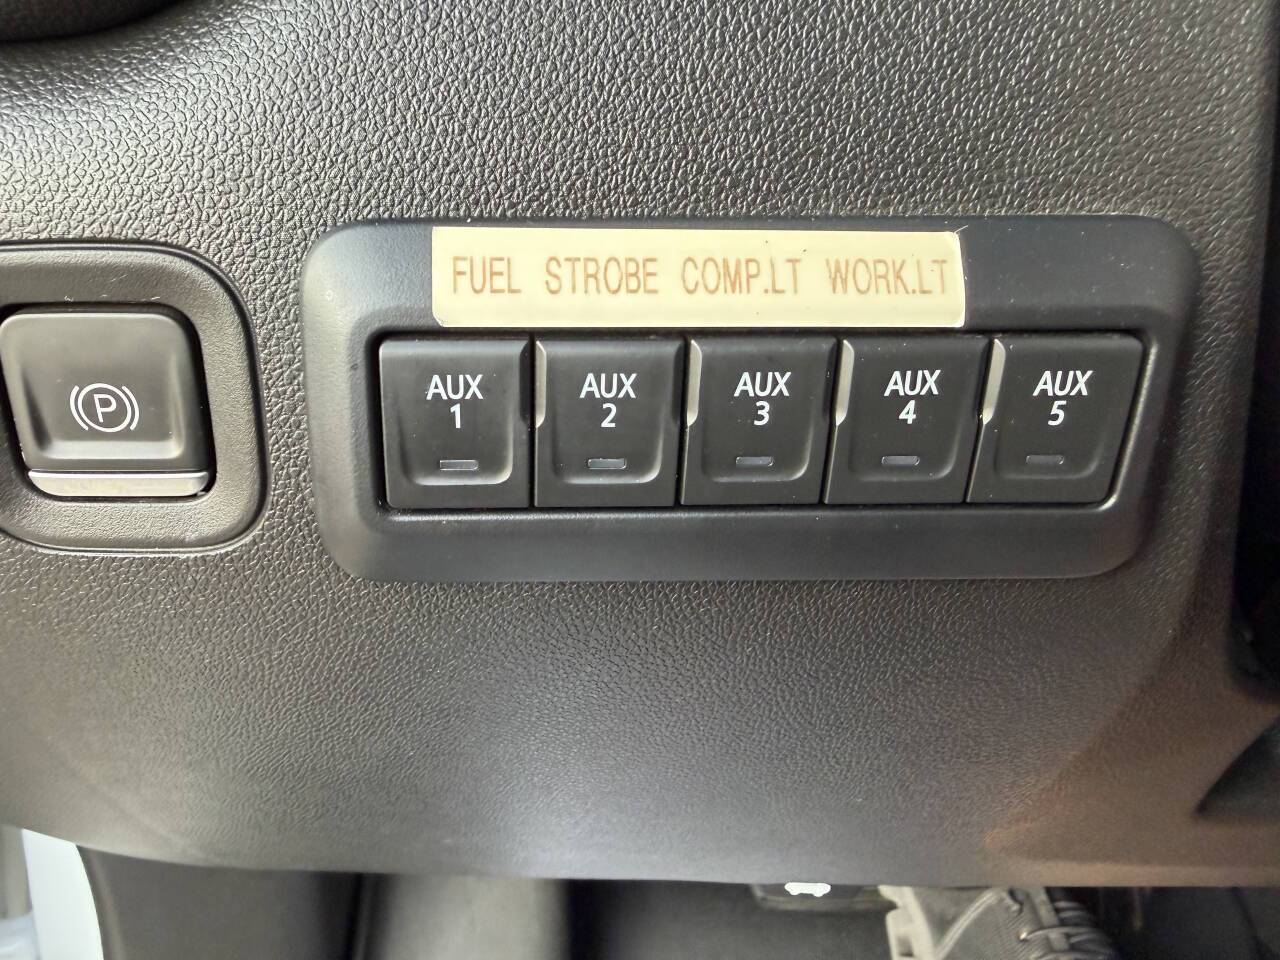 FUEL STROBE COMP.LT WORK.LT
P
AUX AUX AUX AUX AUX
1 2 3 4 5